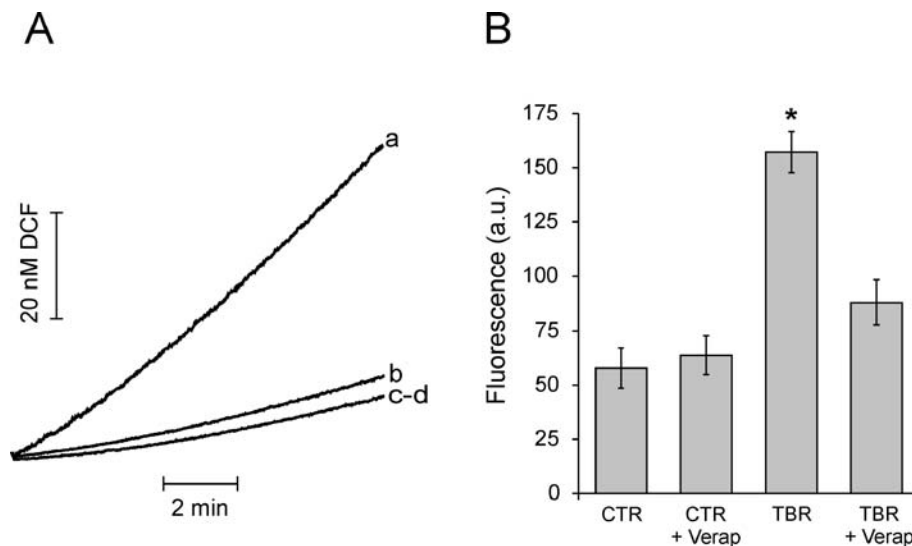 A
a
b
c-d
20 nM DCF
2 min
B
Fluorescence (a.u.)
175
150
125
100
75
50
25
0
*
CTR
CTR
+ Verap
TBR
TBR
+ Verap